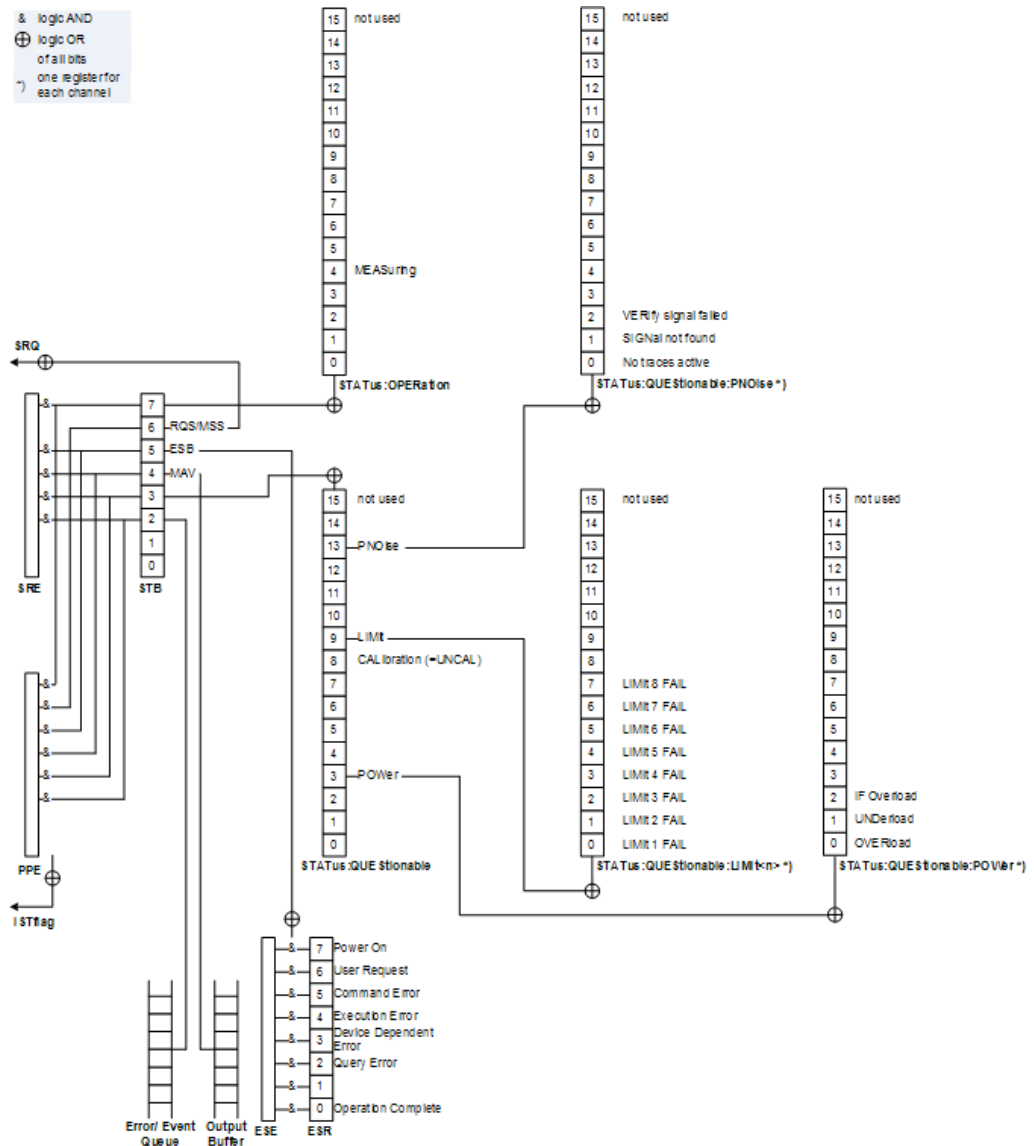 & logic AND
⊕ logic OR
of all bits
*) one register for
each channel
15 not used
14
13
12
11
10
9
8
7
6
5
4 MEASuring
3
2
1
0
STATus:OPERation
15 not used
14
13
12
11
10
9
8
7
6
5
4
3
2 VERify signal failed
1 SIGNal not found
0 No traces active
STATus:QUEStionable:PNOise *)
SRQ
&
&
&
&
&
SRE
7
6 RQS/MSS
5 ESB
4 MAV
3
2
1
0
STB
15 not used
14
13 PNOise
12
11
10
9 LIMit
8 CALibration (=UNCAL)
7
6
5
4
3 POWer
2
1
0
STATus:QUEStionable
15 not used
14
13
12
11
10
9
8
7 LIMit 8 FAIL
6 LIMit 7 FAIL
5 LIMit 6 FAIL
4 LIMit 5 FAIL
3 LIMit 4 FAIL
2 LIMit 3 FAIL
1 LIMit 2 FAIL
0 LIMit 1 FAIL
STATus:QUEStionable:LIMit<n> *)
15 not used
14
13
12
11
10
9
8
7
6
5
4
3
2 IF Overload
1 UNDerload
0 OVERload
STATus:QUEStionable:POWer *)
&
&
&
&
&
&
PPE
ISTflag
& 7 Power On
& 6 User Request
& 5 Command Error
& 4 Execution Error
& 3 Device Dependent
Error
& 2 Query Error
& 1
& 0 Operation Complete
ESE ESR
Error/ Event
Queue
Output
Buffer